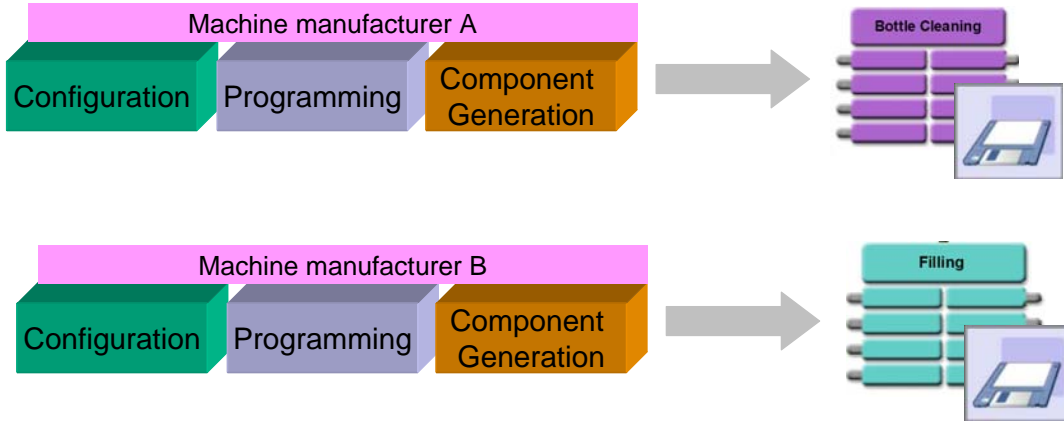 Machine manufacturer A
Configuration
Programming
Component
Generation
Bottle Cleaning
Machine manufacturer B
Configuration
Programming
Component
Generation
Filling